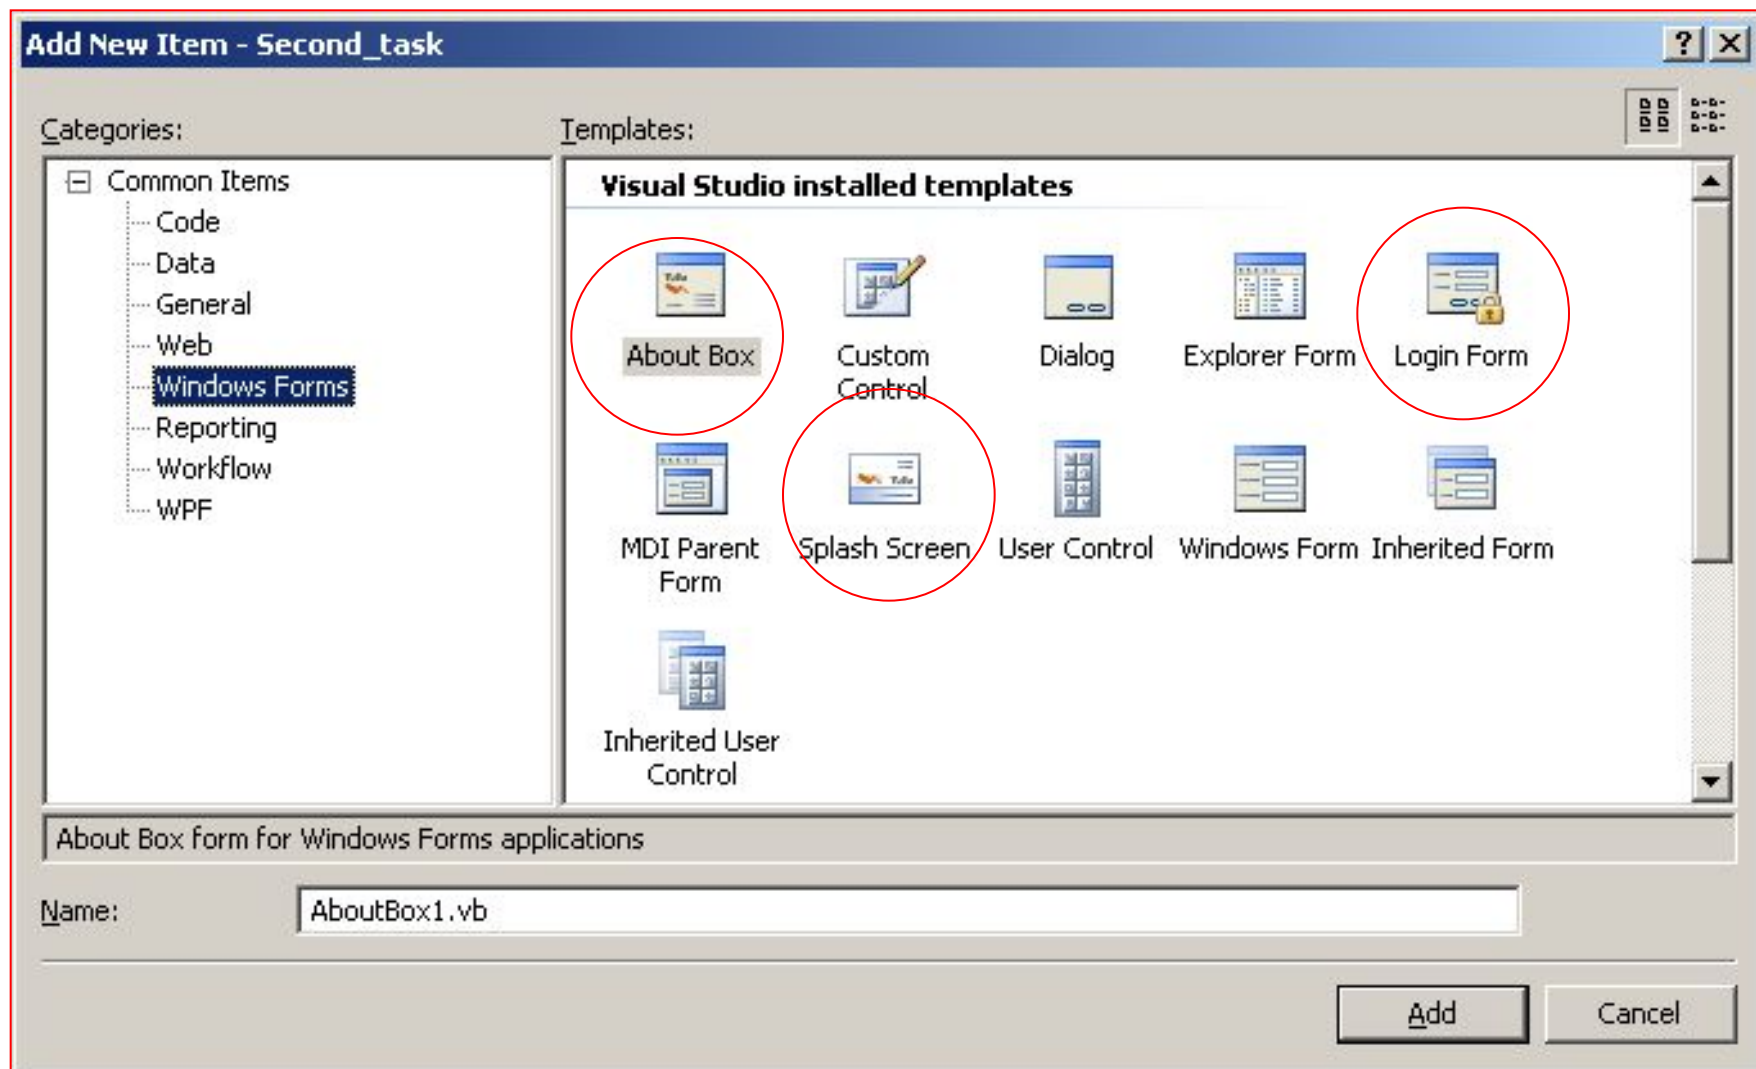 Add New Item - Second_task
Categories:
Templates:
Common Items
Code
Data
General
Web
Windows Forms
Reporting
Workflow
WPF
Visual Studio installed templates
About Box
Custom
Control
Dialog
Explorer Form
Login Form
MDI Parent
Form
Splash Screen
User Control
Windows Form
Inherited Form
Inherited User
Control
About Box form for Windows Forms applications
Name:
AboutBox1.vb
Add
Cancel